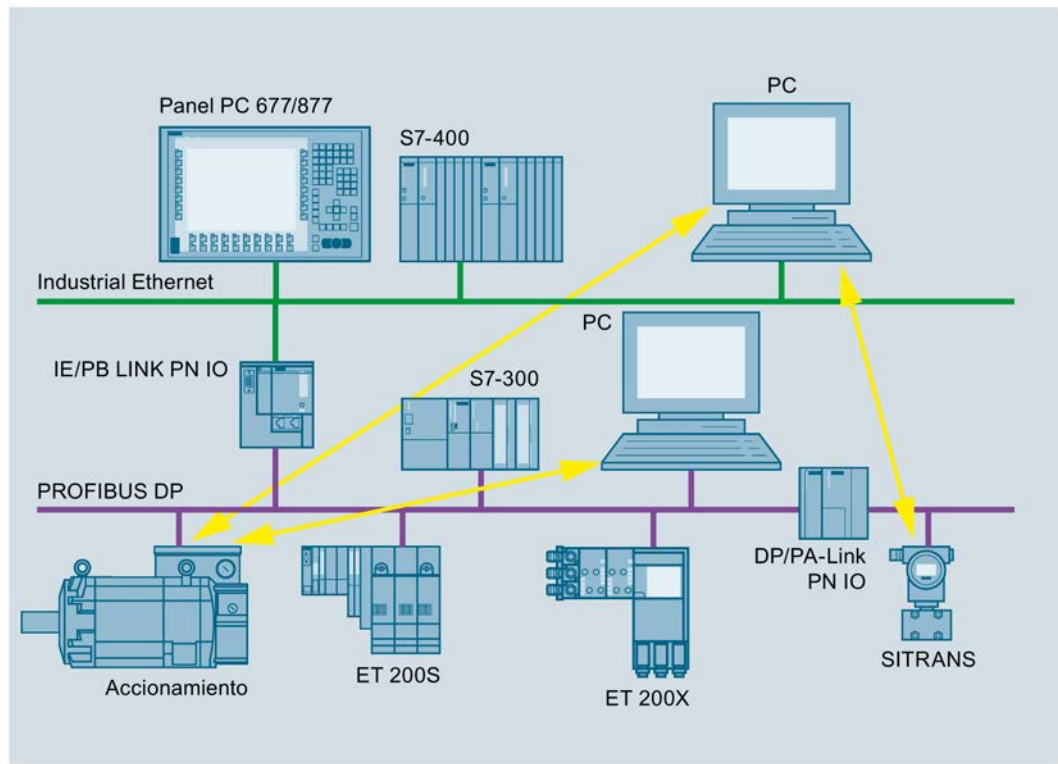 Panel PC 677/877
S7-400
PC
Industrial Ethernet
PC
IE/PB LINK PN IO
S7-300
PROFIBUS DP
DP/PA-Link
PN IO
Accionamiento
ET 200S
ET 200X
SITRANS